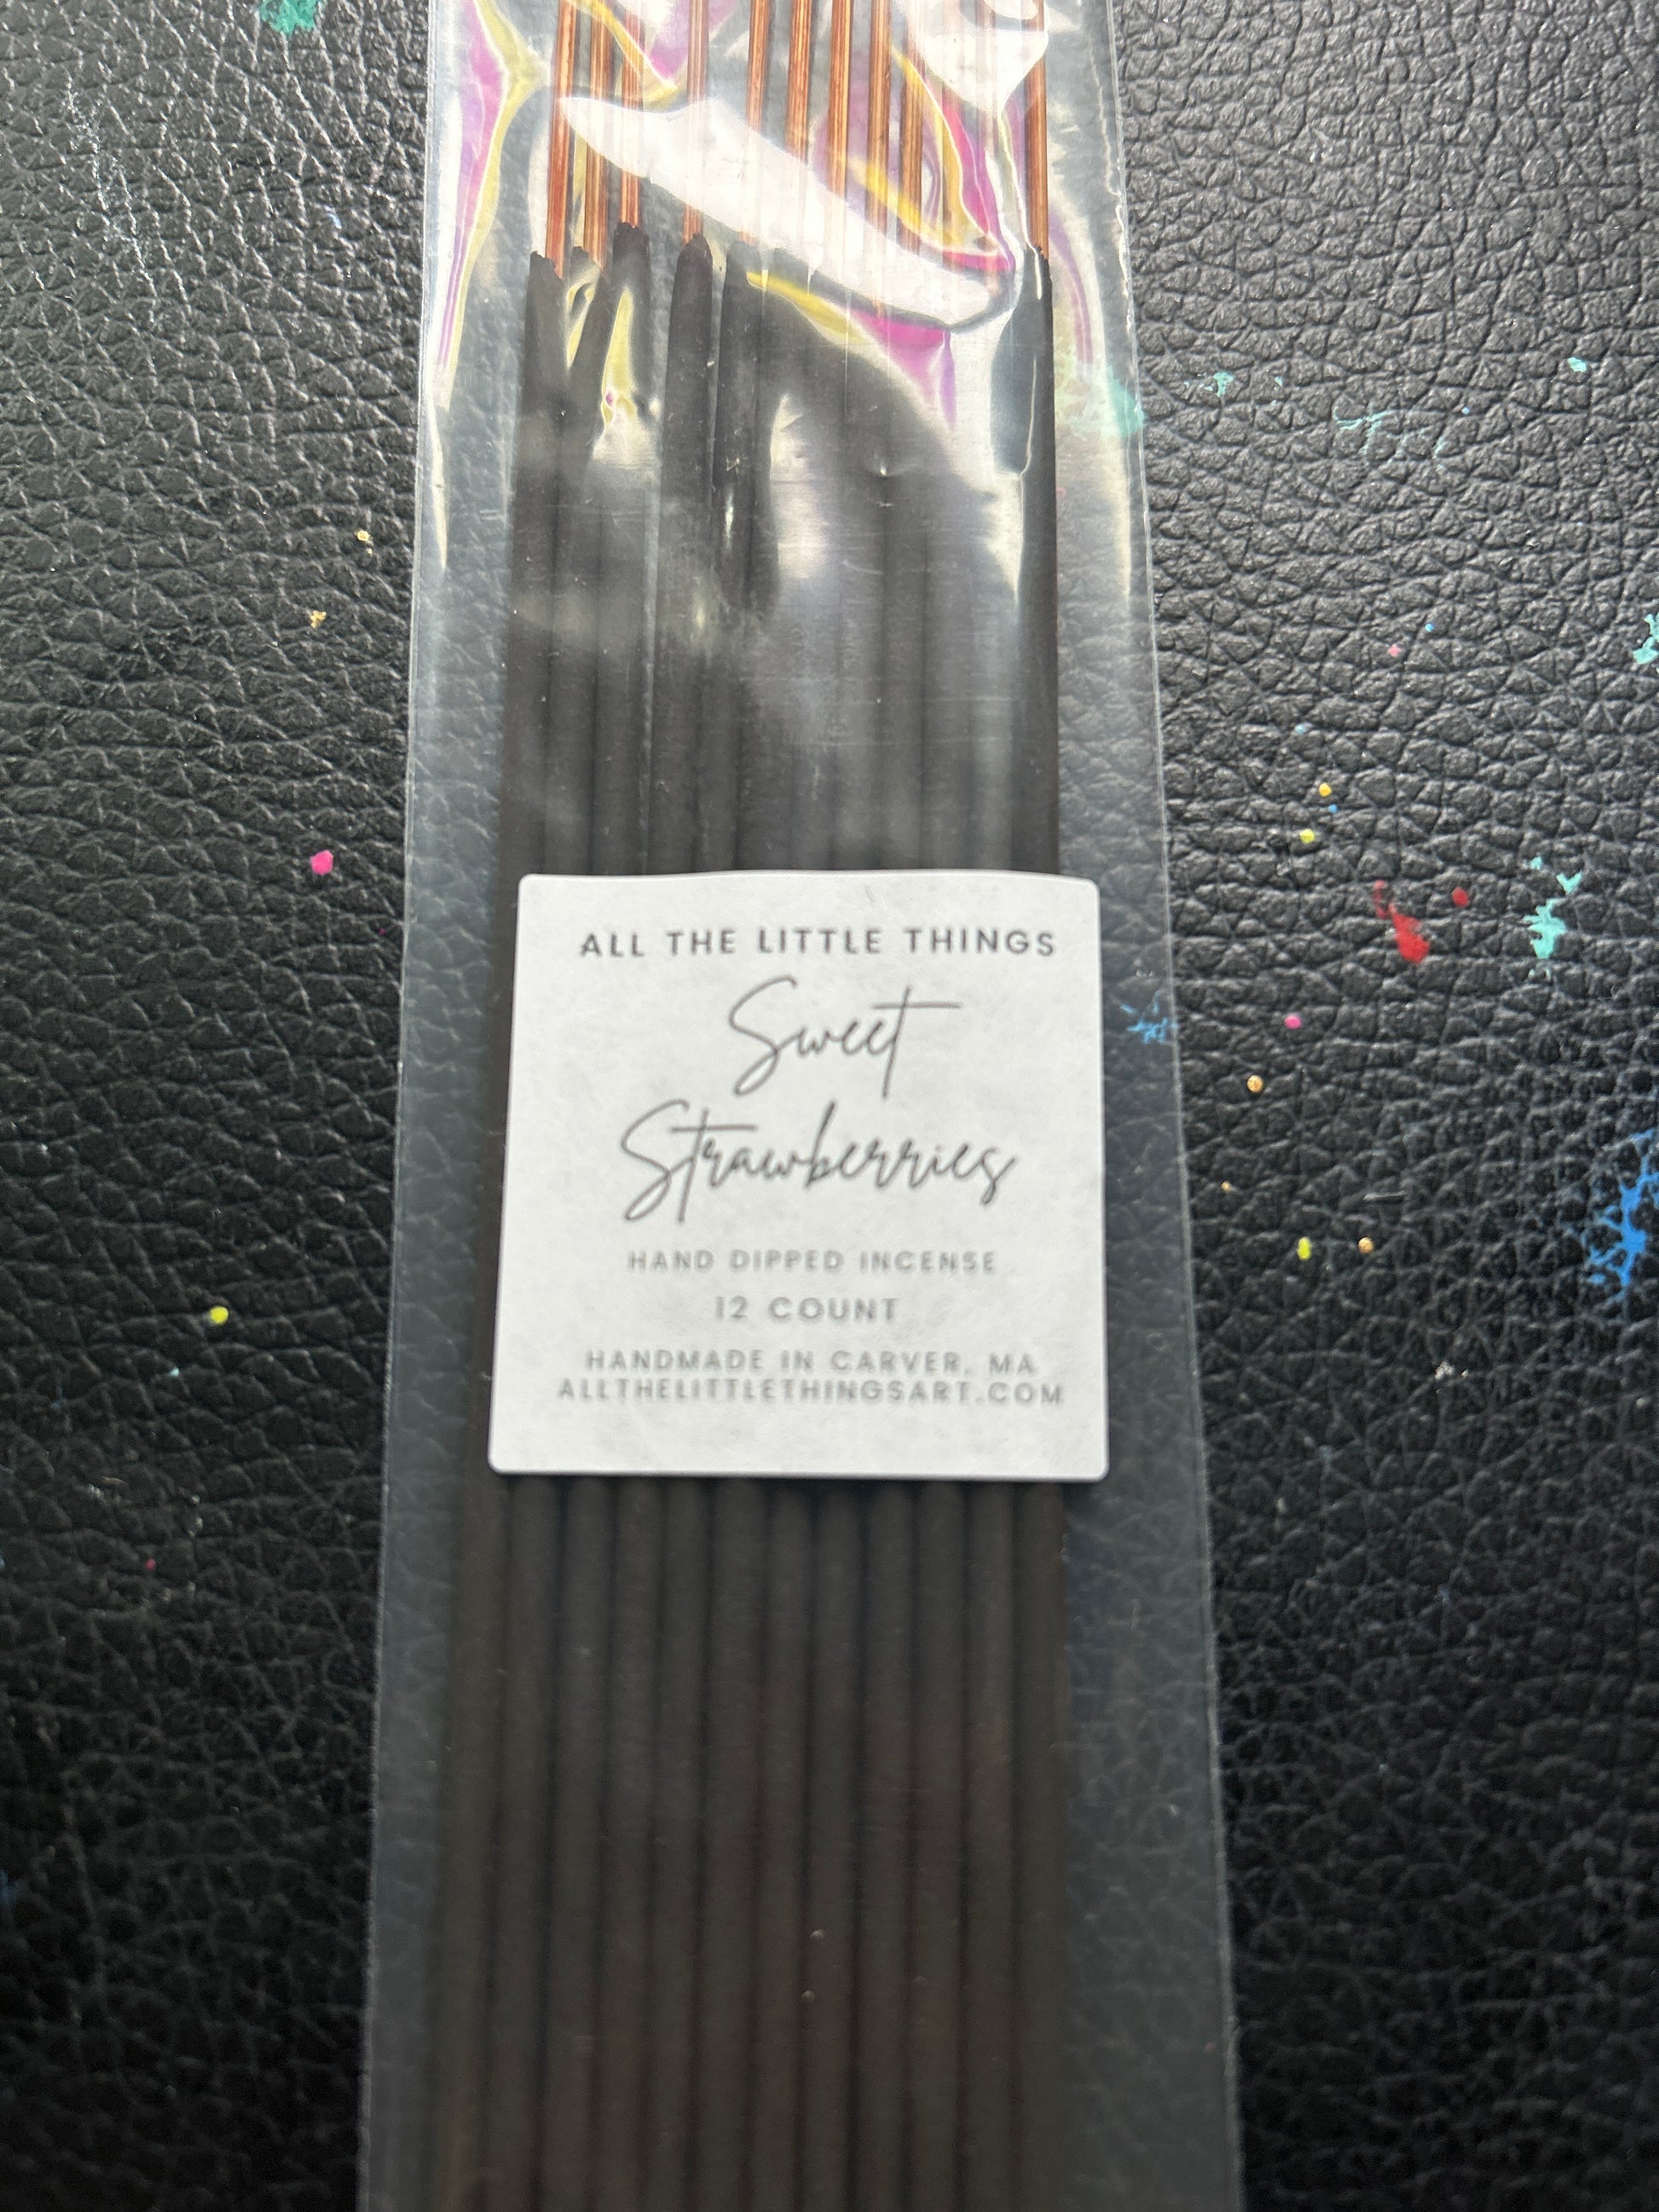 ALL THE LITTLE THINGS
Sweet
Strawberries
HAND DIPPED INCENSE
12 COUNT
HANDMADE IN CARVER, MA
ALLTHELITTLETHINGSART.COM